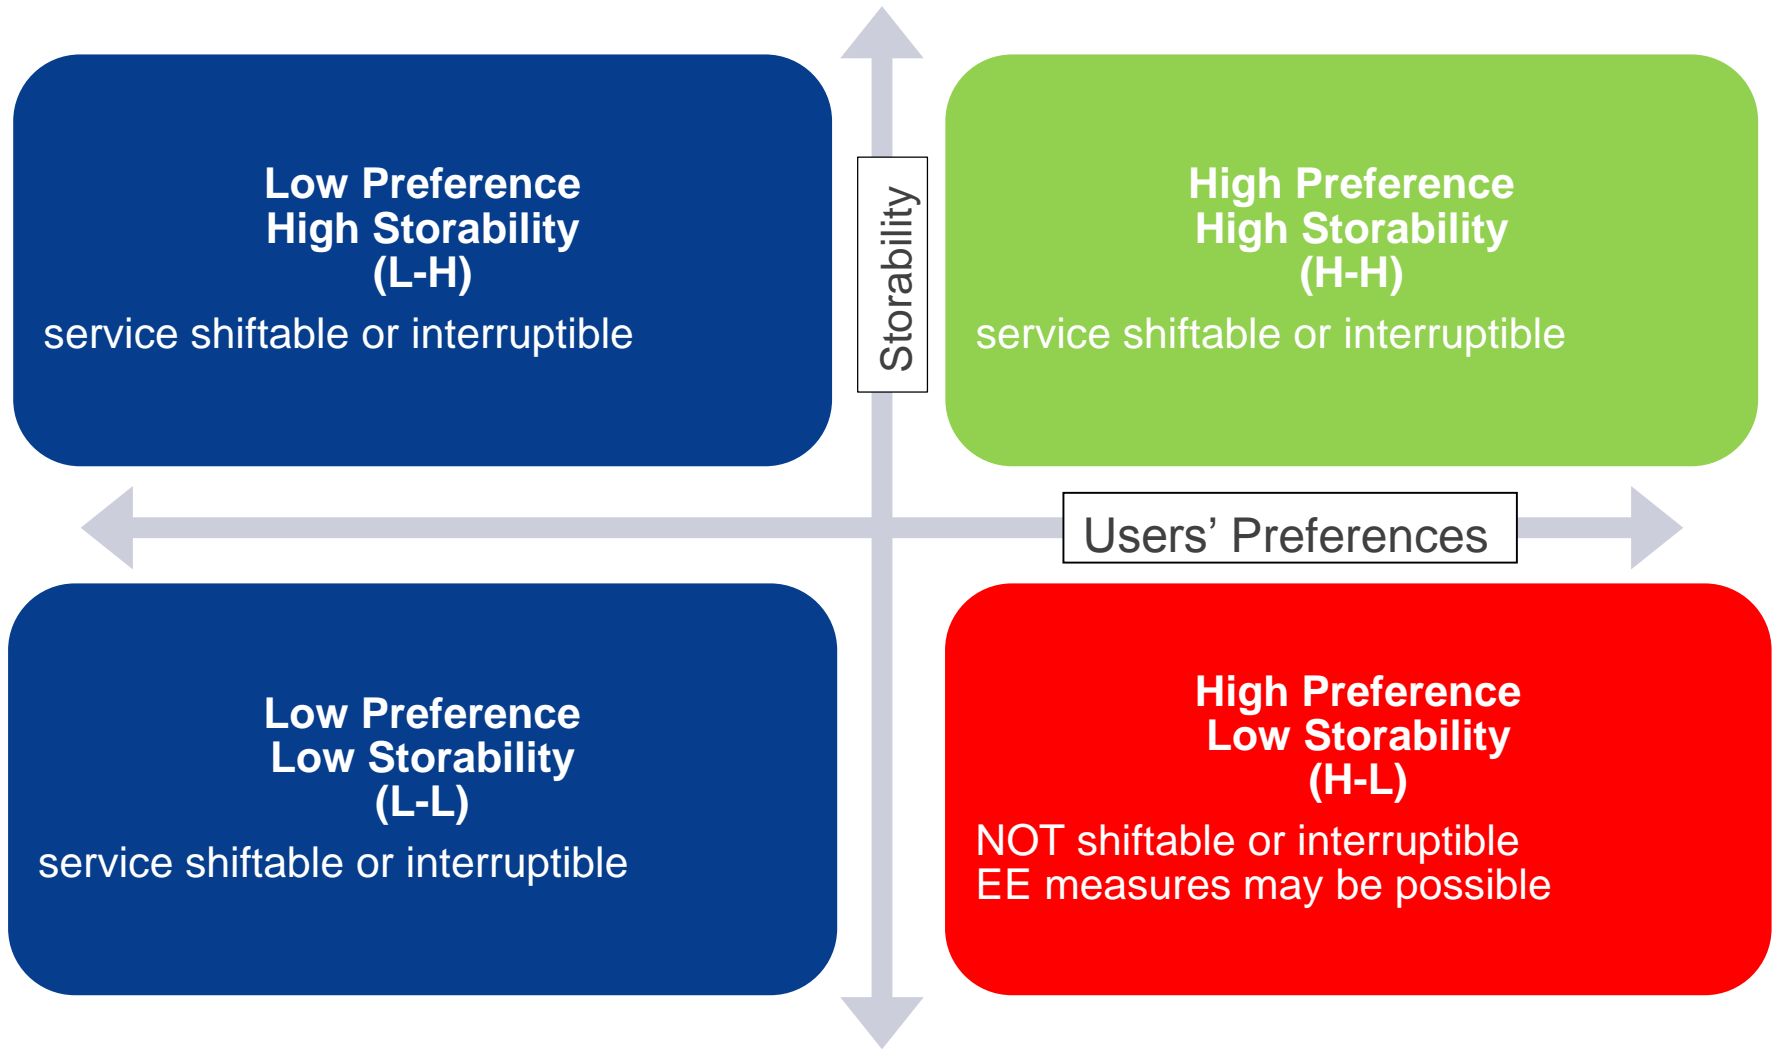 Low Preference
High Storability
(L-H)
service shiftable or interruptible
Storability
High Preference
High Storability
(H-H)
service shiftable or interruptible
Users’ Preferences
Low Preference
Low Storability
(L-L)
service shiftable or interruptible
High Preference
Low Storability
(H-L)
NOT shiftable or interruptible
EE measures may be possible